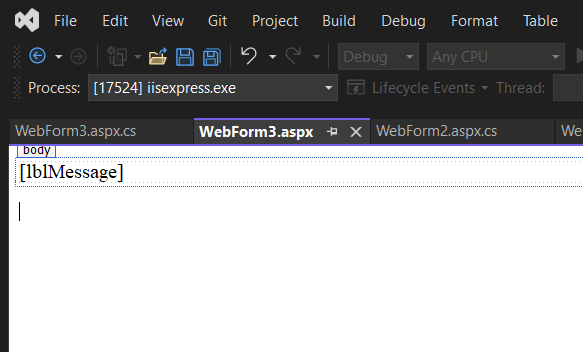 File Edit View Git Project Build Debug Format Table
Debug Any CPU
Process: [17524] iisexpress.exe Lifecycle Events Thread:
WebForm3.aspx.cs WebForm3.aspx WebForm2.aspx.cs We
body
[lblMessage]